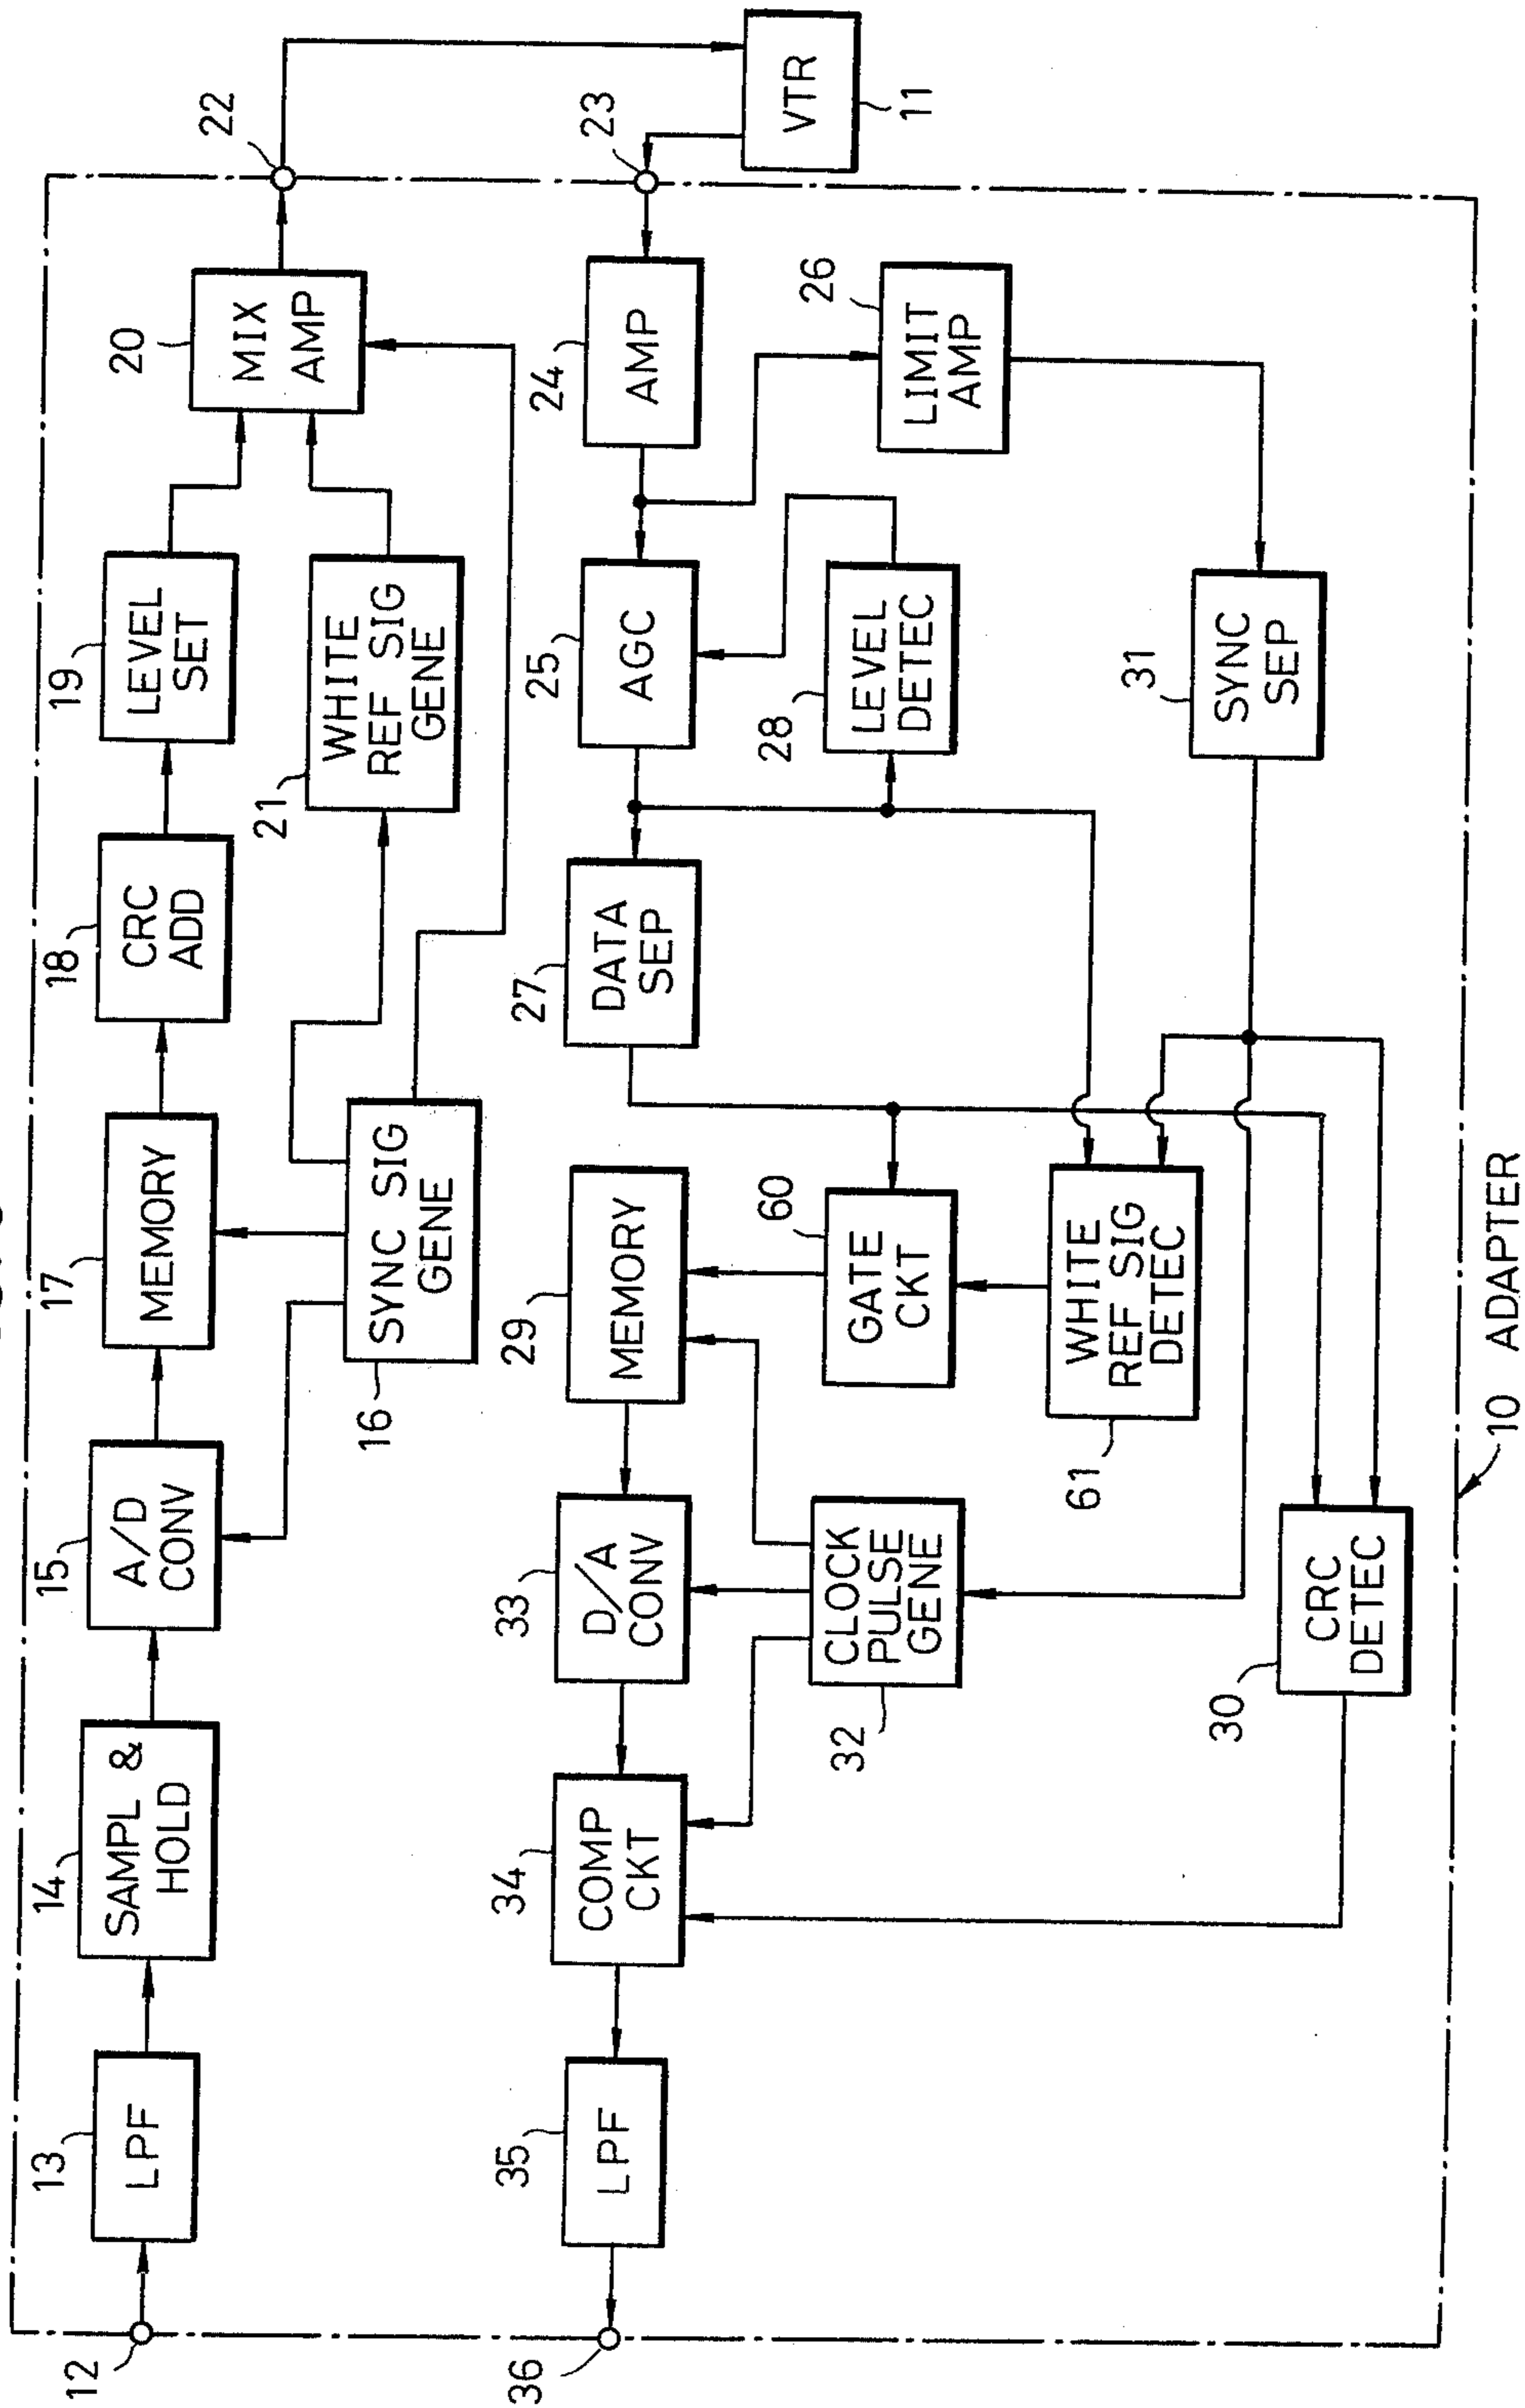 12
13
LPF
14
SAMPL &
HOLD
15
A/D
CONV
17
MEMORY
18
CRC
ADD
19
LEVEL
SET
20
MIX
AMP
22
16
SYNC SIG
GENE
21
WHITE
REF SIG
GENE
23
VTR
11
36
35
LPF
34
COMP
CKT
33
D/A
CONV
29
MEMORY
27
DATA
SEP
25
AGC
24
AMP
32
CLOCK
PULSE
GENE
60
GATE
CKT
28
LEVEL
DETEC
26
LIMIT
AMP
61
WHITE
REF SIG
DETEC
31
SYNC
SEP
30
CRC
DETEC
10 ADAPTER